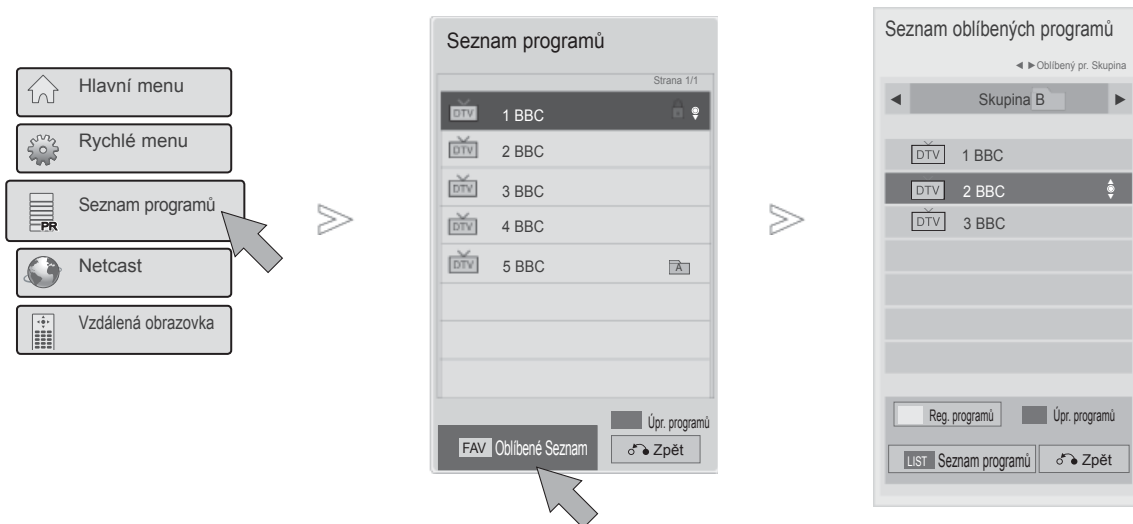 Hlavní menu
Rychlé menu
PR
Seznam programů
Netcast
Vzdálená obrazovka
Seznam programů
Strana 1/1
DTV 1 BBC
DTV 2 BBC
DTV 3 BBC
DTV 4 BBC
DTV 5 BBC A
Úpr. programů
FAV Oblíbené Seznam
Zpět
Seznam oblíbených programů
◄ ►Oblíbený pr. Skupina
◄ Skupina B ►
DTV 1 BBC
DTV 2 BBC
DTV 3 BBC
Reg. programů Úpr. programů
LIST Seznam programů Zpět